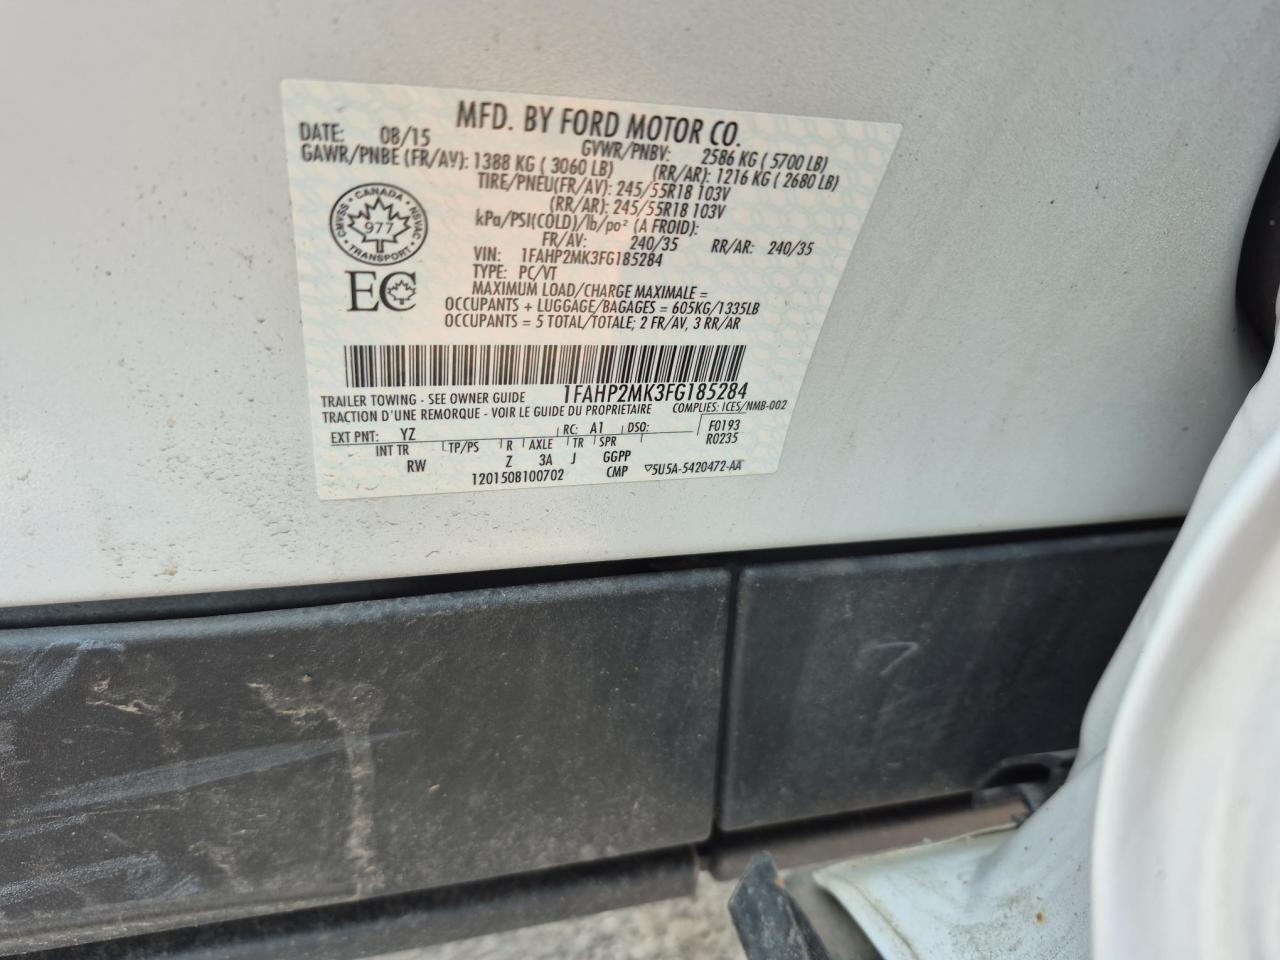 MFD. BY FORD MOTOR CO.
DATE: 08/15 GVWR/PNBV: 2586 KG ( 5700 LB)
GAWR/PNBE (FR/AV): 1388 KG ( 3060 LB) (RR/AR): 1216 KG ( 2680 LB)
TIRE/PNEU(FR/AV): 245/55R18 103V
(RR/AR): 245/55R18 103V
kPa/PSI(COLD)/lb/po² (A FROID):
FR/AV: 240/35 RR/AR: 240/35
VIN: 1FAHP2MK3FG185284
TYPE: PC/VT
MAXIMUM LOAD/CHARGE MAXIMALE =
OCCUPANTS + LUGGAGE/BAGAGES = 605KG/1335LB
OCCUPANTS = 5 TOTAL/TOTALE; 2 FR/AV, 3 RR/AR
CANADA
CMVSS
977
NSVAC
TRANSPORT
EC
1FAHP2MK3FG185284
TRAILER TOWING - SEE OWNER GUIDE
TRACTION D'UNE REMORQUE - VOIR LE GUIDE DU PROPRIETAIRE
COMPLIES: ICES/NMB-002
EXT PNT: YZ RC: A1 DSO: F0193
INT TR TP/PS R AXLE TR SPR R0235
RW Z 3A J GGPP
1201508100702 CMP ▽5U5A-5420472-AA